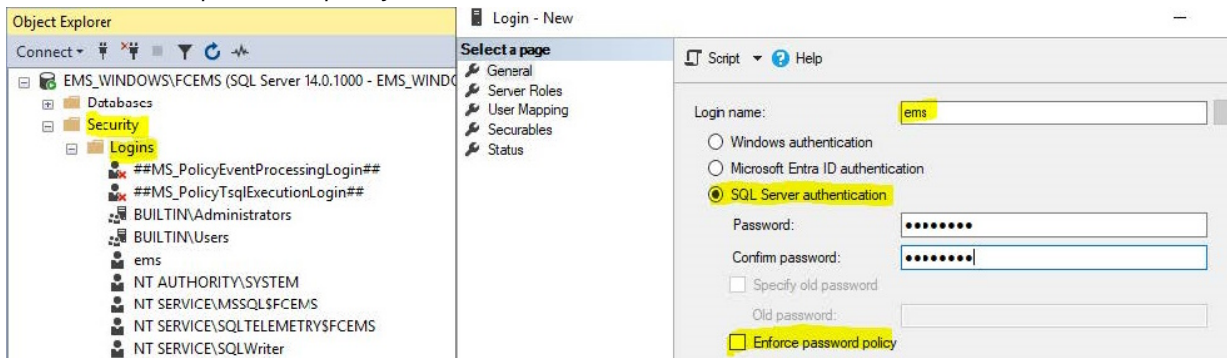 Object Explorer
Connect
EMS_WINDOWS\FCEMS (SQL Server 14.0.1000 - EMS_WINDO
Databases
Security
Logins
##MS_PolicyEventProcessingLogin##
##MS_PolicyTsqlExecutionLogin##
BUILTIN\Administrators
BUILTIN\Users
ems
NT AUTHORITY\SYSTEM
NT SERVICE\MSSQL$FCEMS
NT SERVICE\SQLTELEMETRY$FCEMS
NT SERVICE\SQLWriter
Login - New
Select a page
General
Server Roles
User Mapping
Securables
Status
Script Help
Login name: ems
Windows authentication
Microsoft Entra ID authentication
SQL Server authentication
Password: ••••••••
Confirm password: ••••••••
Specify old password
Old password:
Enforce password policy